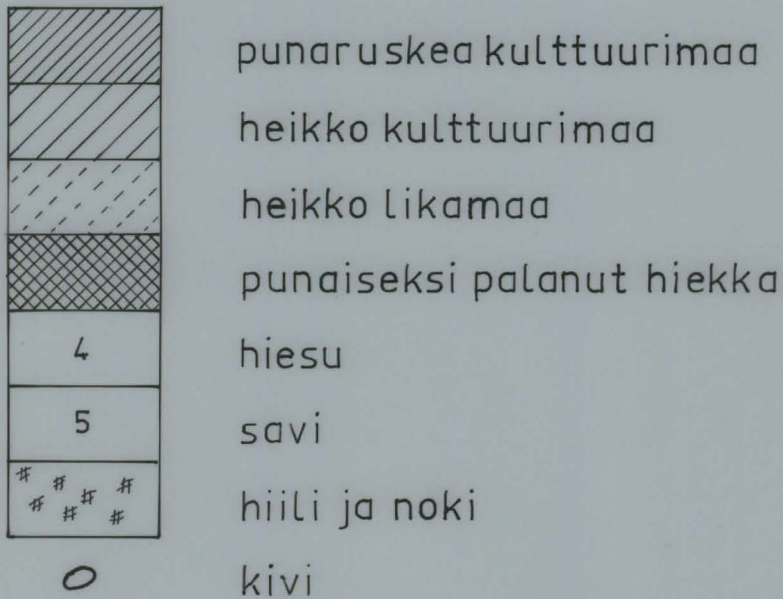 punaruskea kulttuurimaa
heikko kulttuurimaa
heikko likamaa
punaiseksi palanut hiekka
4 hiesu
5 savi
hiili ja noki
kivi